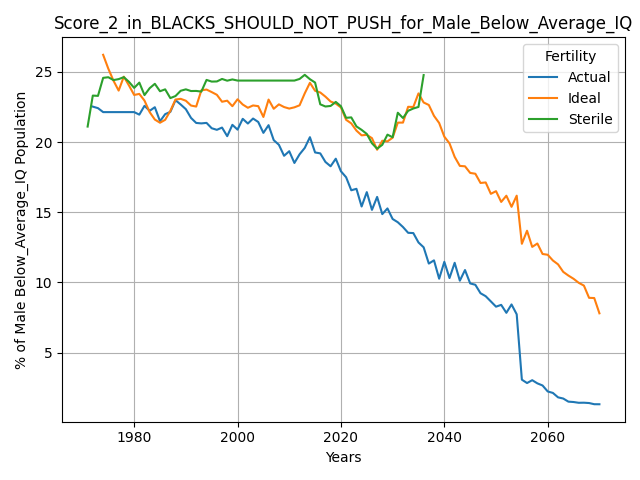 Score_2_in_BLACKS_SHOULD_NOT_PUSH_for_Male_Below_Average_IQ
Fertility
Actual
Ideal
Sterile
% of Male Below_Average_IQ Population
25
20
15
10
5
1980 2000 2020 2040 2060
Years